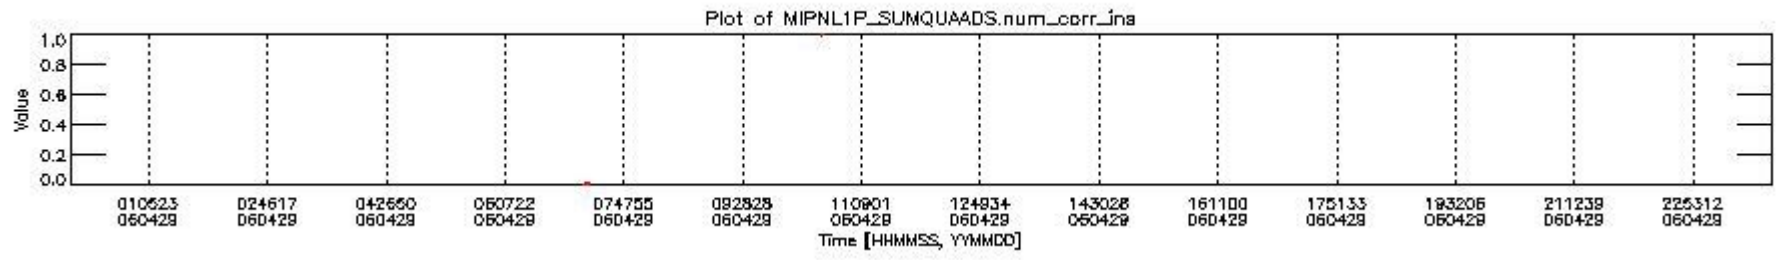 Plot of MIPNL1P_SUMQUAADS.num_corr_ins
1.0
0.8
0.6
0.4
0.2
0.0
Value
010523 024617 042650 060722 074755 092828 110901 124934 143028 161100 175133 193206 211239 225312
060429 060429 060429 060429 060429 060429 060429 060429 060429 060429 060429 060429 060429 060429
Time [HHMMSS, YYMMDD]